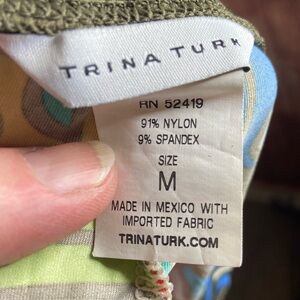 TRINA TURK
RN 52419
91% NYLON
9% SPANDEX
SIZE
M
MADE IN MEXICO WITH
IMPORTED FABRIC
TRINATURK.COM